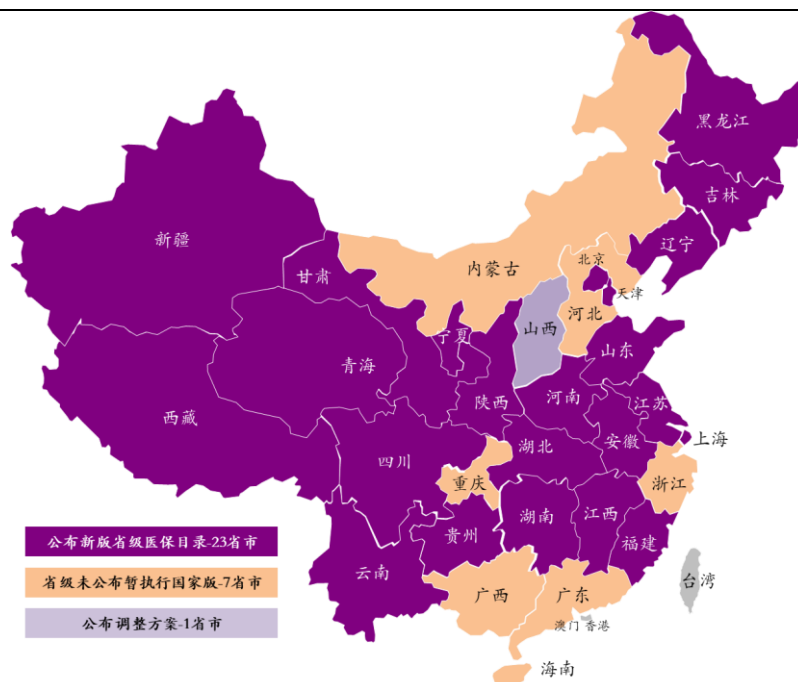 黑龙江
吉林
辽宁
新疆
甘肃
内蒙古
北京
天津
河北
山西
宁夏
山东
青海
陕西
河南
江苏
西藏
安徽
上海
湖北
四川
重庆
浙江
湖南
江西
贵州
福建
云南
台湾
广西
广东
澳门 香港
海南
公布新版省级医保目录-23省市
省级未公布暂执行国家版-7省市
公布调整方案-1省市